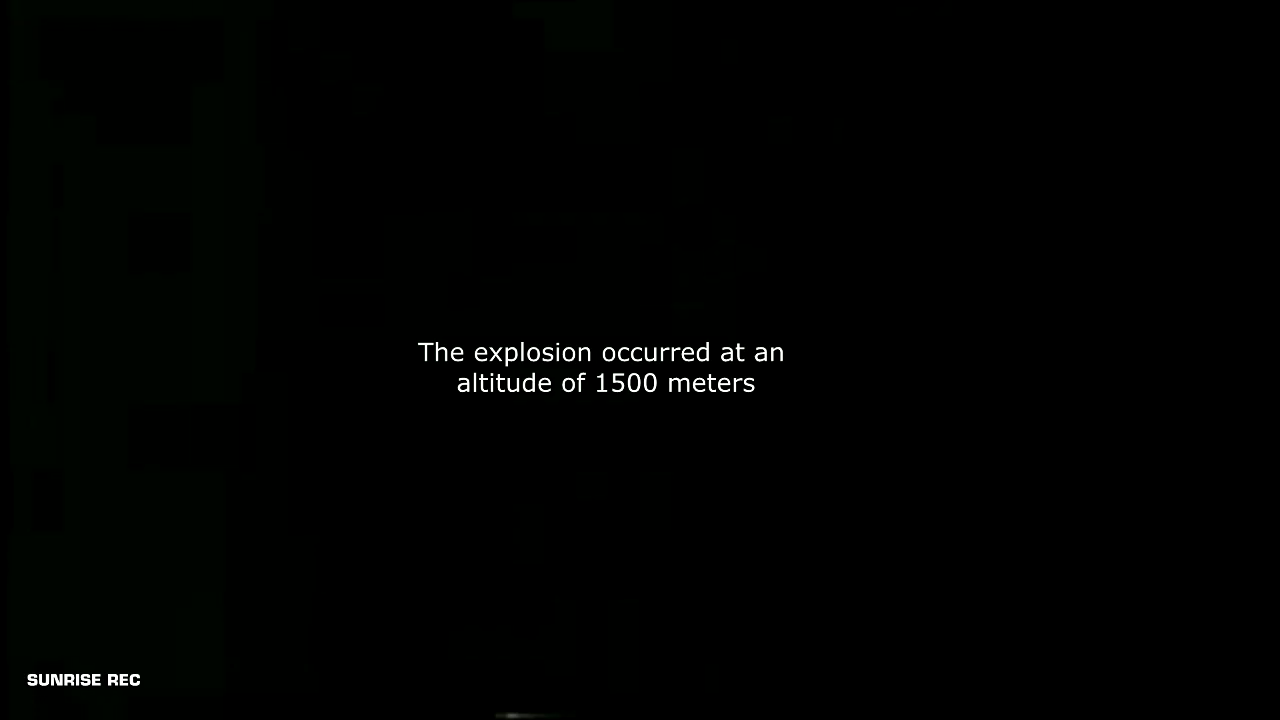 The explosion occurred at an
altitude of 1500 meters
SUNRISE REC